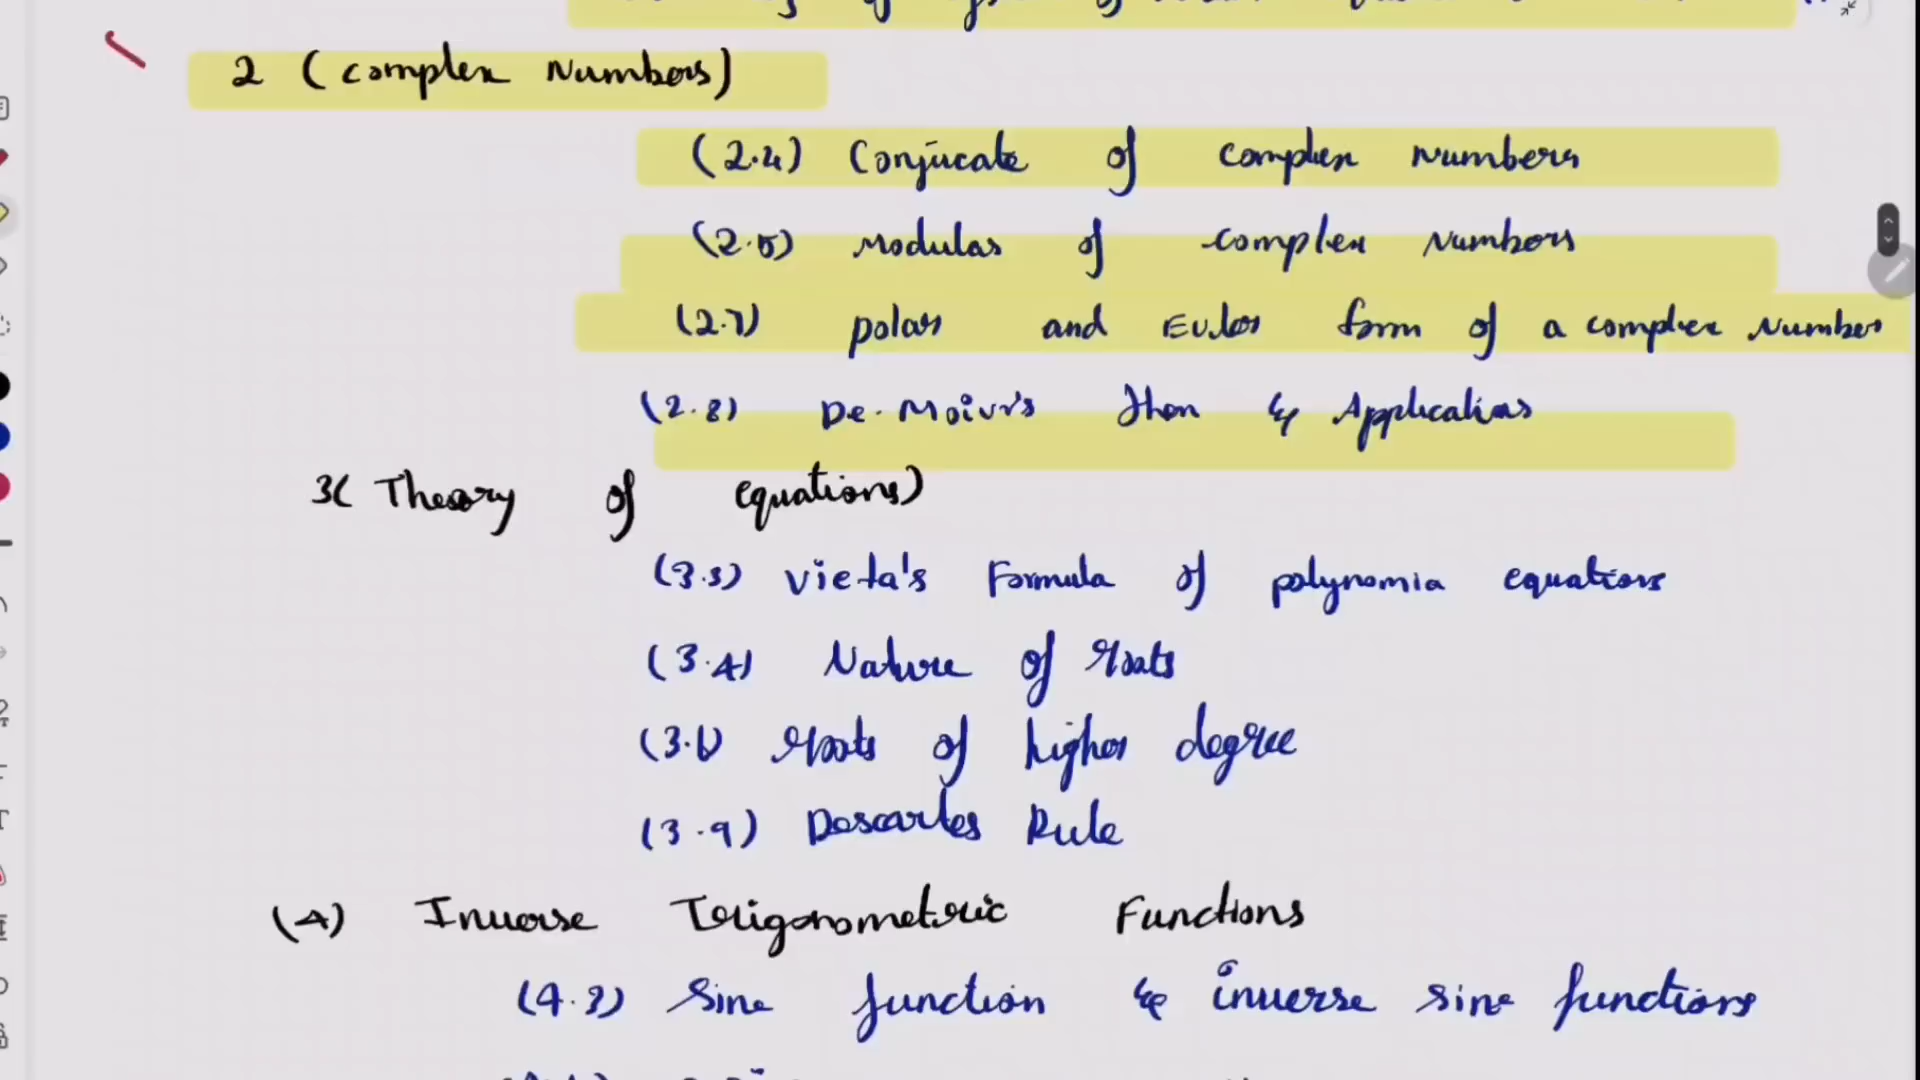 2 (Complex Numbers)
(2.4) Conjucate of complex numbers
(2.5) Modulas of complex Numbers
(2.7) polar and Euler form of a complex Number
(2.8) De-Moivr's & Applications
3( Theory of equations)
(3.3) Vieta's Formula of polynomia equations
(3.4) Nature of roots
roots of higher degree
(3.9) Descartes Rule
(4) Inverse Trigonometric Functions
(4.3) Sine function & inverse sine functions